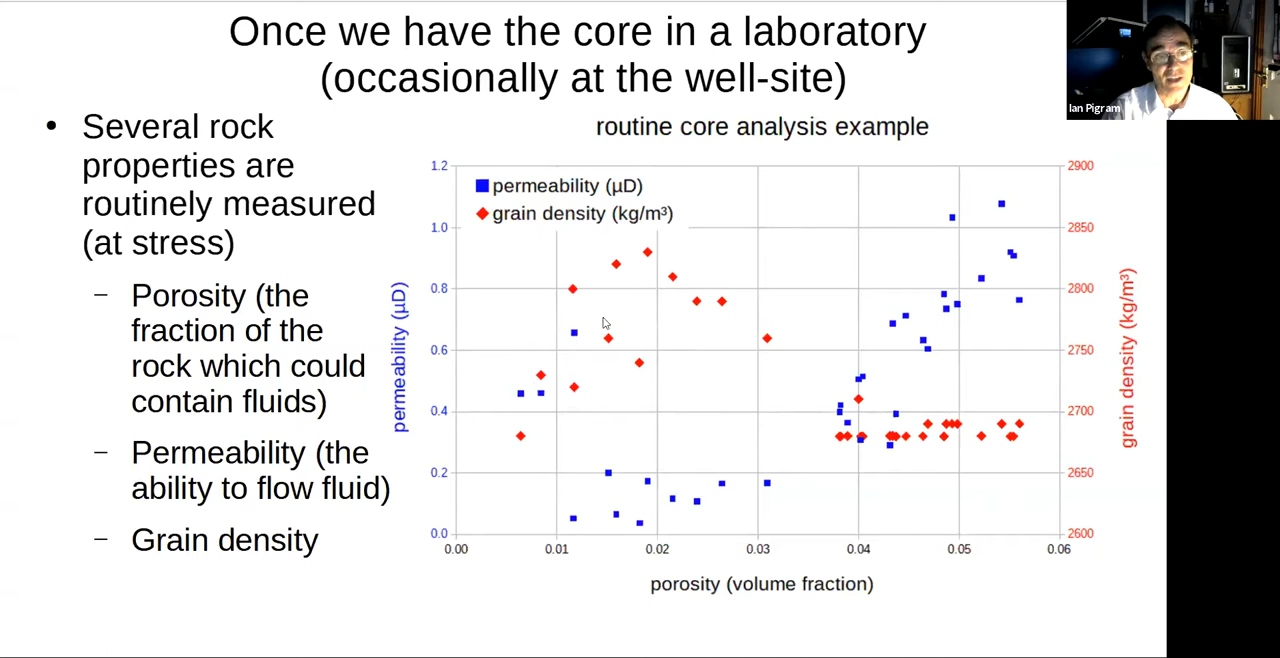 Once we have the core in a laboratory
(occasionally at the well-site)
Ian Pigram
• Several rock
properties are
routinely measured
(at stress)
– Porosity (the
fraction of the
rock which could
contain fluids)
– Permeability (the
ability to flow fluid)
– Grain density
routine core analysis example
permeability (µD)
grain density (kg/m³)
permeability (µD)
1.2
1.0
0.8
0.6
0.4
0.2
0.0
2900
2850
2800
2750
2700
2650
2600
grain density (kg/m³)
0.00 0.01 0.02 0.03 0.04 0.05 0.06
porosity (volume fraction)